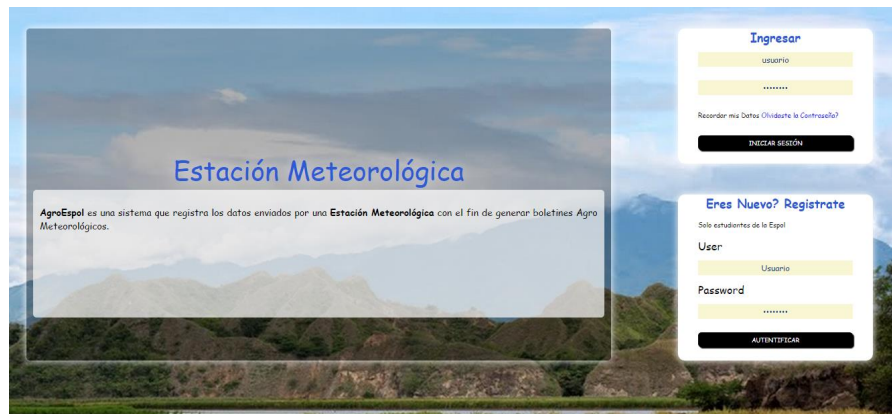 Estación Meteorológica
AgroEspol es una sistema que registra los datos enviados por una Estación Meteorológica con el fin de generar boletines Agro
Meteorológicos.
Ingresar
usuario
••••••••
Recordar mis Datos Olvidaste la Contraseña?
INICIAR SESIÓN
Eres Nuevo? Registrate
Solo estudiantes de la Espol
User
Usuario
Password
••••••••
AUTENTIFICAR